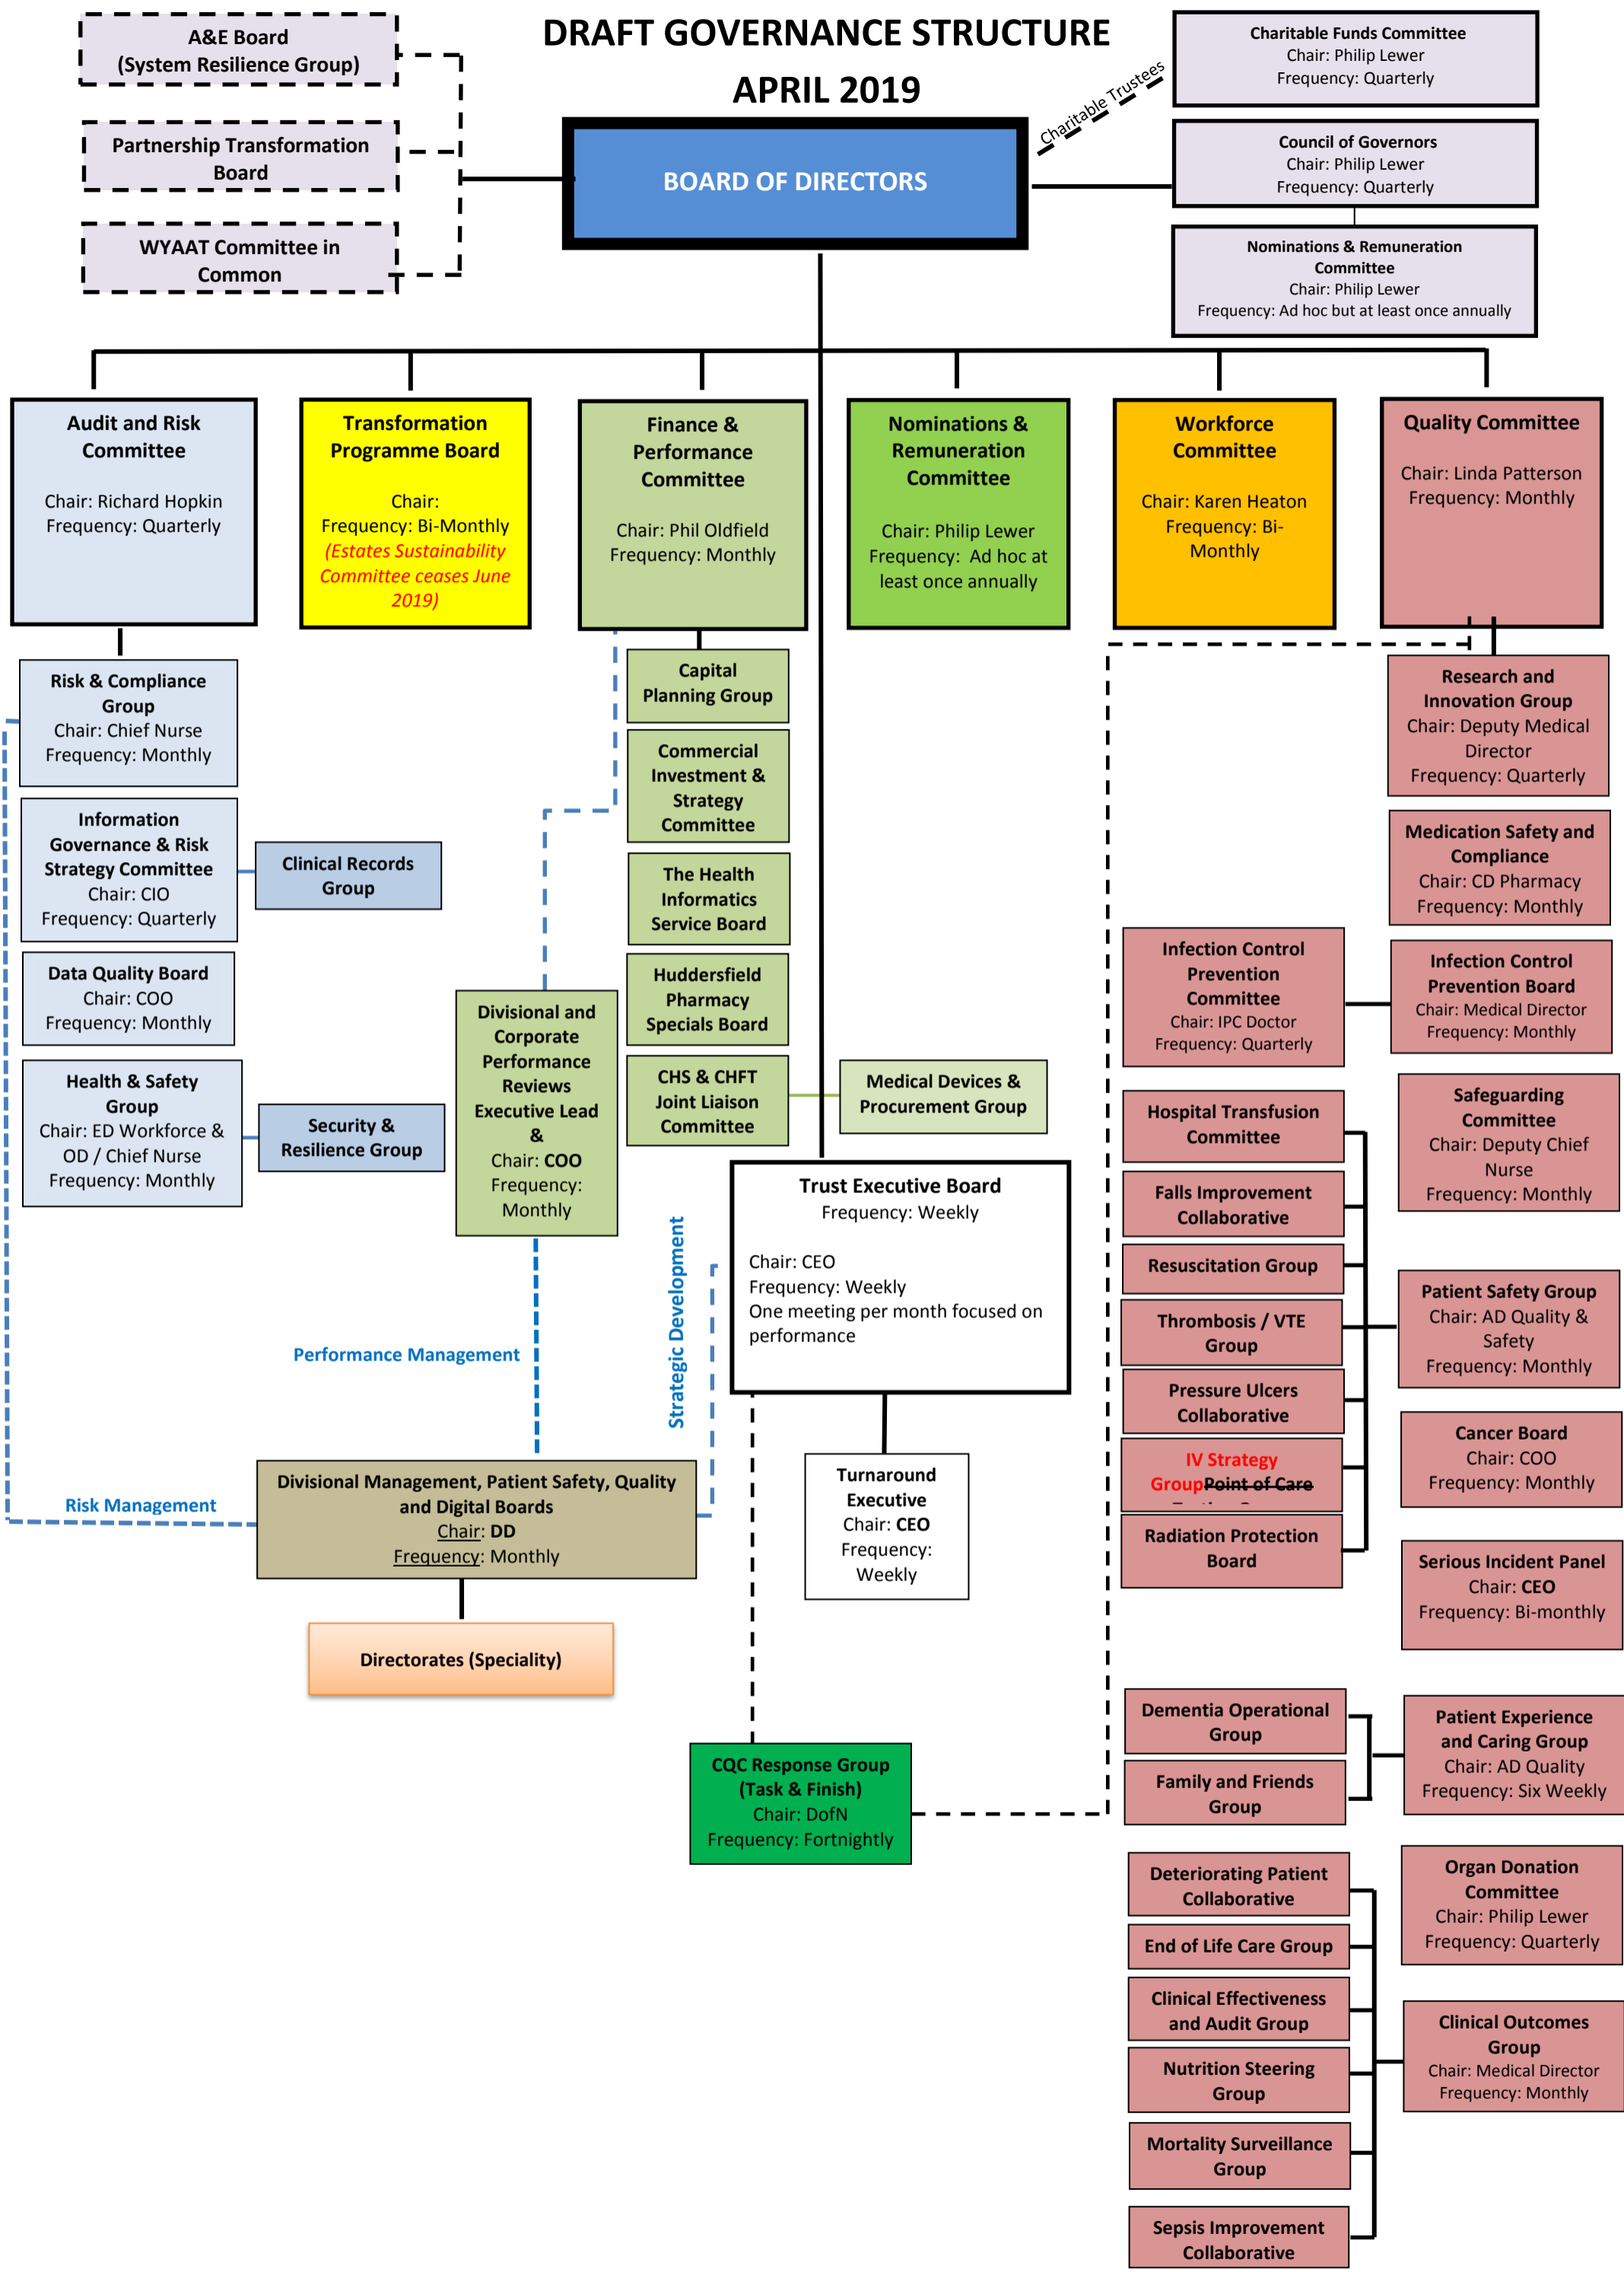 DRAFT GOVERNANCE STRUCTURE
APRIL 2019
A&E Board
(System Resilience Group)
Partnership Transformation
Board
WYAAT Committee in
Common
BOARD OF DIRECTORS
Charitable Trustees
Charitable Funds Committee
Chair: Philip Lewer
Frequency: Quarterly
Council of Governors
Chair: Philip Lewer
Frequency: Quarterly
Nominations & Remuneration
Committee
Chair: Philip Lewer
Frequency: Ad hoc but at least once annually
Audit and Risk
Committee
Chair: Richard Hopkin
Frequency: Quarterly
Transformation
Programme Board
Chair:
Frequency: Bi-Monthly
(Estates Sustainability
Committee ceases June
2019)
Finance &
Performance
Committee
Chair: Phil Oldfield
Frequency: Monthly
Nominations &
Remuneration
Committee
Chair: Philip Lewer
Frequency: Ad hoc at
least once annually
Workforce
Committee
Chair: Karen Heaton
Frequency: Bi-
Monthly
Quality Committee
Chair: Linda Patterson
Frequency: Monthly
Risk & Compliance
Group
Chair: Chief Nurse
Frequency: Monthly
Information
Governance & Risk
Strategy Committee
Chair: CIO
Frequency: Quarterly
Clinical Records
Group
Data Quality Board
Chair: COO
Frequency: Monthly
Health & Safety
Group
Chair: ED Workforce &
OD / Chief Nurse
Frequency: Monthly
Security &
Resilience Group
Capital
Planning Group
Commercial
Investment &
Strategy
Committee
The Health
Informatics
Service Board
Huddersfield
Pharmacy
Specials Board
CHS & CHFT
Joint Liaison
Committee
Medical Devices &
Procurement Group
Divisional and
Corporate
Performance
Reviews
Executive Lead
&
Chair: COO
Frequency:
Monthly
Trust Executive Board
Frequency: Weekly
Chair: CEO
Frequency: Weekly
One meeting per month focused on
performance
Performance Management
Strategic Development
Risk Management
Divisional Management, Patient Safety, Quality
and Digital Boards
Chair: DD
Frequency: Monthly
Directorates (Speciality)
Turnaround
Executive
Chair: CEO
Frequency:
Weekly
CQC Response Group
(Task & Finish)
Chair: DofN
Frequency: Fortnightly
Research and
Innovation Group
Chair: Deputy Medical
Director
Frequency: Quarterly
Medication Safety and
Compliance
Chair: CD Pharmacy
Frequency: Monthly
Infection Control
Prevention
Committee
Chair: IPC Doctor
Frequency: Quarterly
Infection Control
Prevention Board
Chair: Medical Director
Frequency: Monthly
Safeguarding
Committee
Chair: Deputy Chief
Nurse
Frequency: Monthly
Hospital Transfusion
Committee
Falls Improvement
Collaborative
Resuscitation Group
Thrombosis / VTE
Group
Pressure Ulcers
Collaborative
IV Strategy
GroupPoint of Care
Radiation Protection
Board
Patient Safety Group
Chair: AD Quality &
Safety
Frequency: Monthly
Cancer Board
Chair: COO
Frequency: Monthly
Serious Incident Panel
Chair: CEO
Frequency: Bi-monthly
Dementia Operational
Group
Family and Friends
Group
Patient Experience
and Caring Group
Chair: AD Quality
Frequency: Six Weekly
Organ Donation
Committee
Chair: Philip Lewer
Frequency: Quarterly
Deteriorating Patient
Collaborative
End of Life Care Group
Clinical Effectiveness
and Audit Group
Nutrition Steering
Group
Mortality Surveillance
Group
Sepsis Improvement
Collaborative
Clinical Outcomes
Group
Chair: Medical Director
Frequency: Monthly